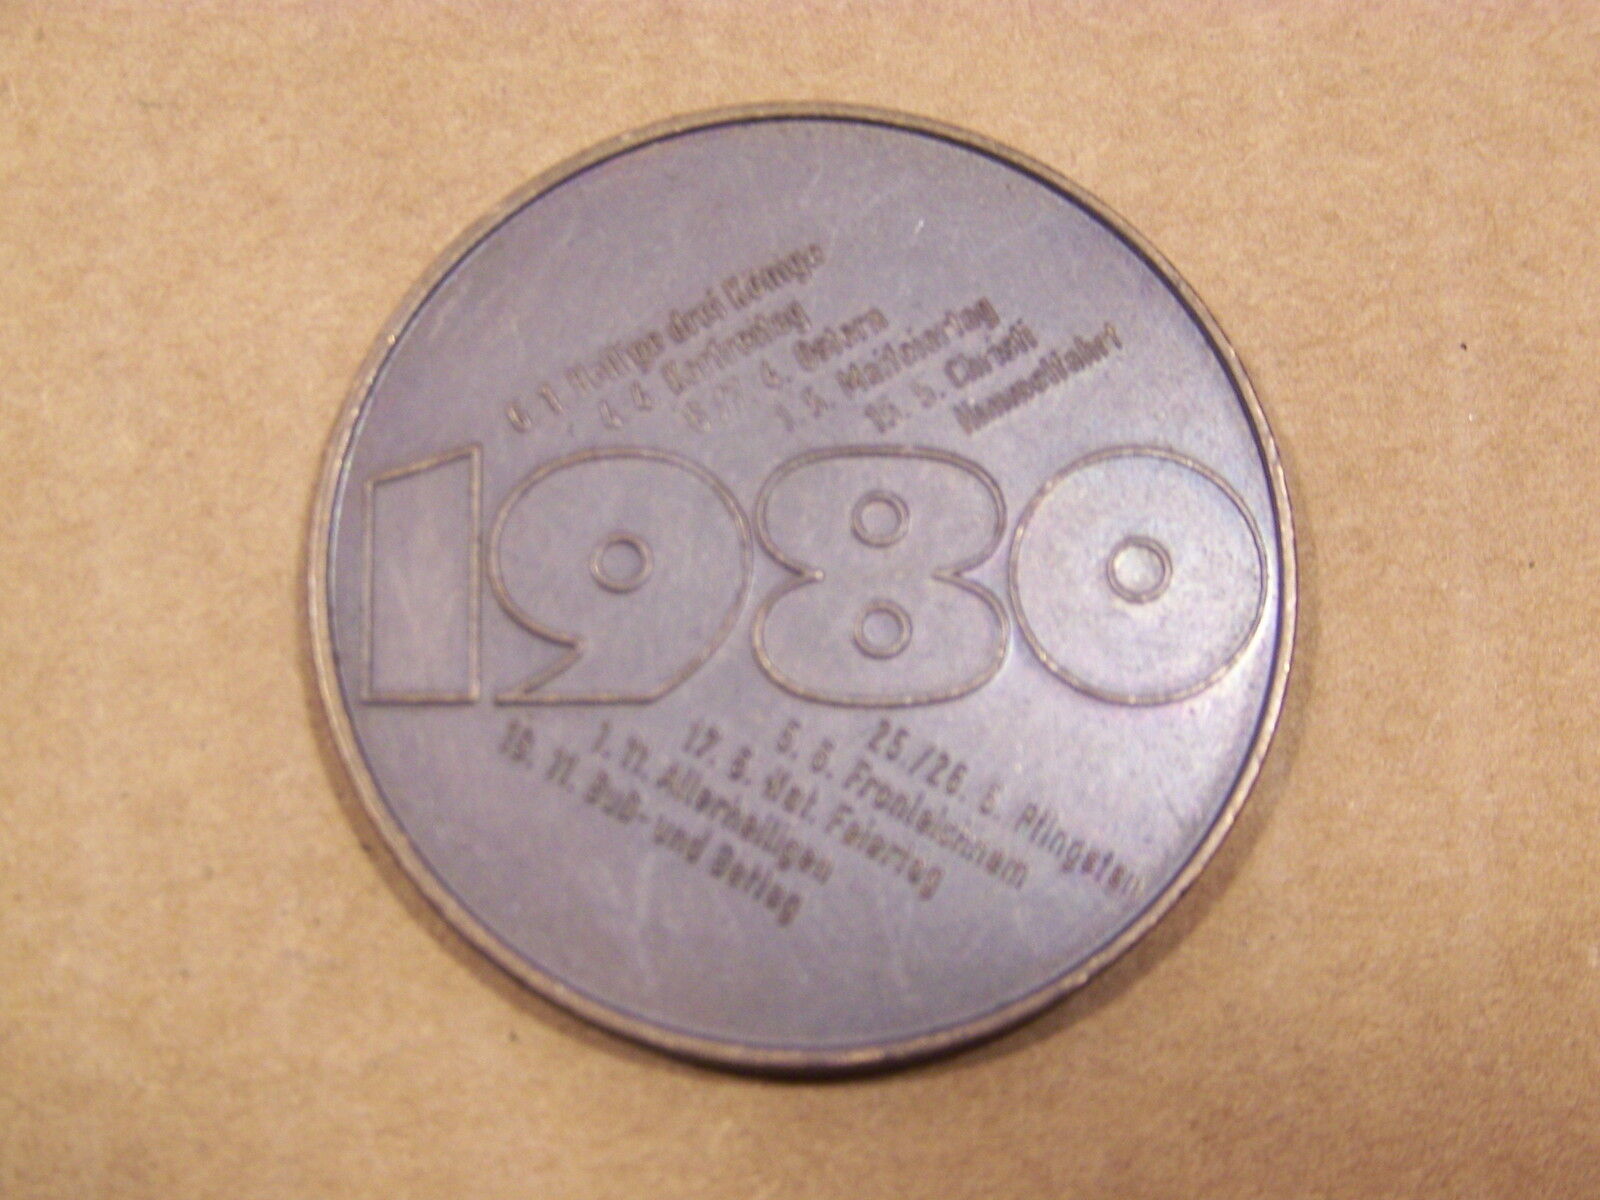 6. 1. Heilige drei Könige
4. 4. Karfreitag
6./7. 4. Ostern
1. 5. Maifeiertag
15. 5. Christi
Himmelfahrt
1980
25./26. 5. Pfingsten
5. 6. Fronleichnam
17. 6. Nat. Feiertag
1. 11. Allerheiligen
19. 11. Buß- und Bettag